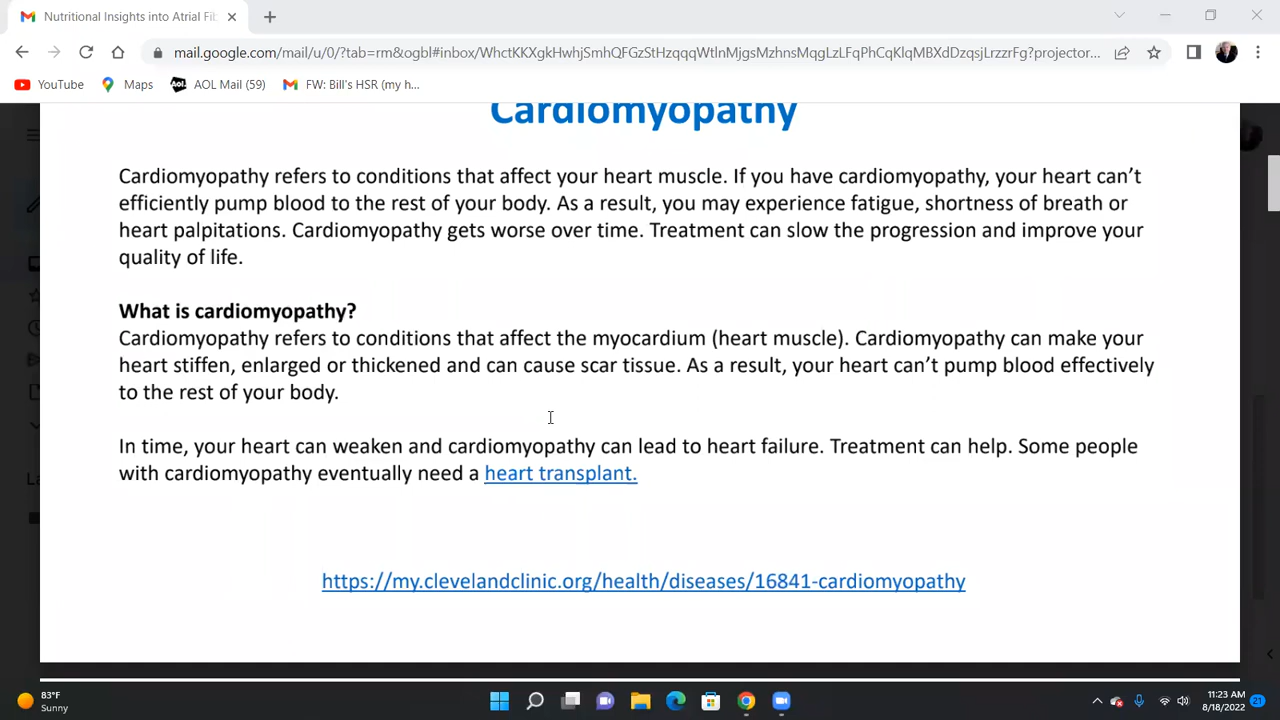 Nutritional Insights into Atrial Fib
mail.google.com/mail/u/0/?tab=rm&ogbl#inbox/WhctKKXgkHwhjSmhQFGzStHzqqqWtlnMjgsMzhnsMqgLzLFqPhCqKlqMBXdDzqsjLrzzrFg?projector...
YouTube Maps AOL Mail (59) FW: Bill's HSR (my h...
Cardiomyopathy
Cardiomyopathy refers to conditions that affect your heart muscle. If you have cardiomyopathy, your heart can’t
efficiently pump blood to the rest of your body. As a result, you may experience fatigue, shortness of breath or
heart palpitations. Cardiomyopathy gets worse over time. Treatment can slow the progression and improve your
quality of life.
What is cardiomyopathy?
Cardiomyopathy refers to conditions that affect the myocardium (heart muscle). Cardiomyopathy can make your
heart stiffen, enlarged or thickened and can cause scar tissue. As a result, your heart can’t pump blood effectively
to the rest of your body.
In time, your heart can weaken and cardiomyopathy can lead to heart failure. Treatment can help. Some people
with cardiomyopathy eventually need a heart transplant.
https://my.clevelandclinic.org/health/diseases/16841-cardiomyopathy
83°F
Sunny
11:23 AM
8/18/2022
21